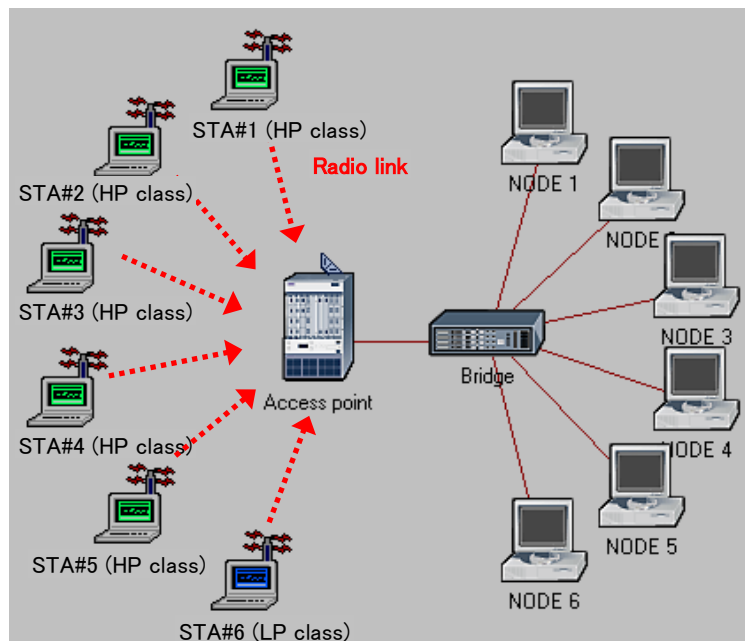 STA#1 (HP class)
Radio link
STA#2 (HP class)
NODE 1
NODE
STA#3 (HP class)
NODE 3
Bridge
Access point
STA#4 (HP class)
NODE 4
STA#5 (HP class)
NODE 5
NODE 6
STA#6 (LP class)